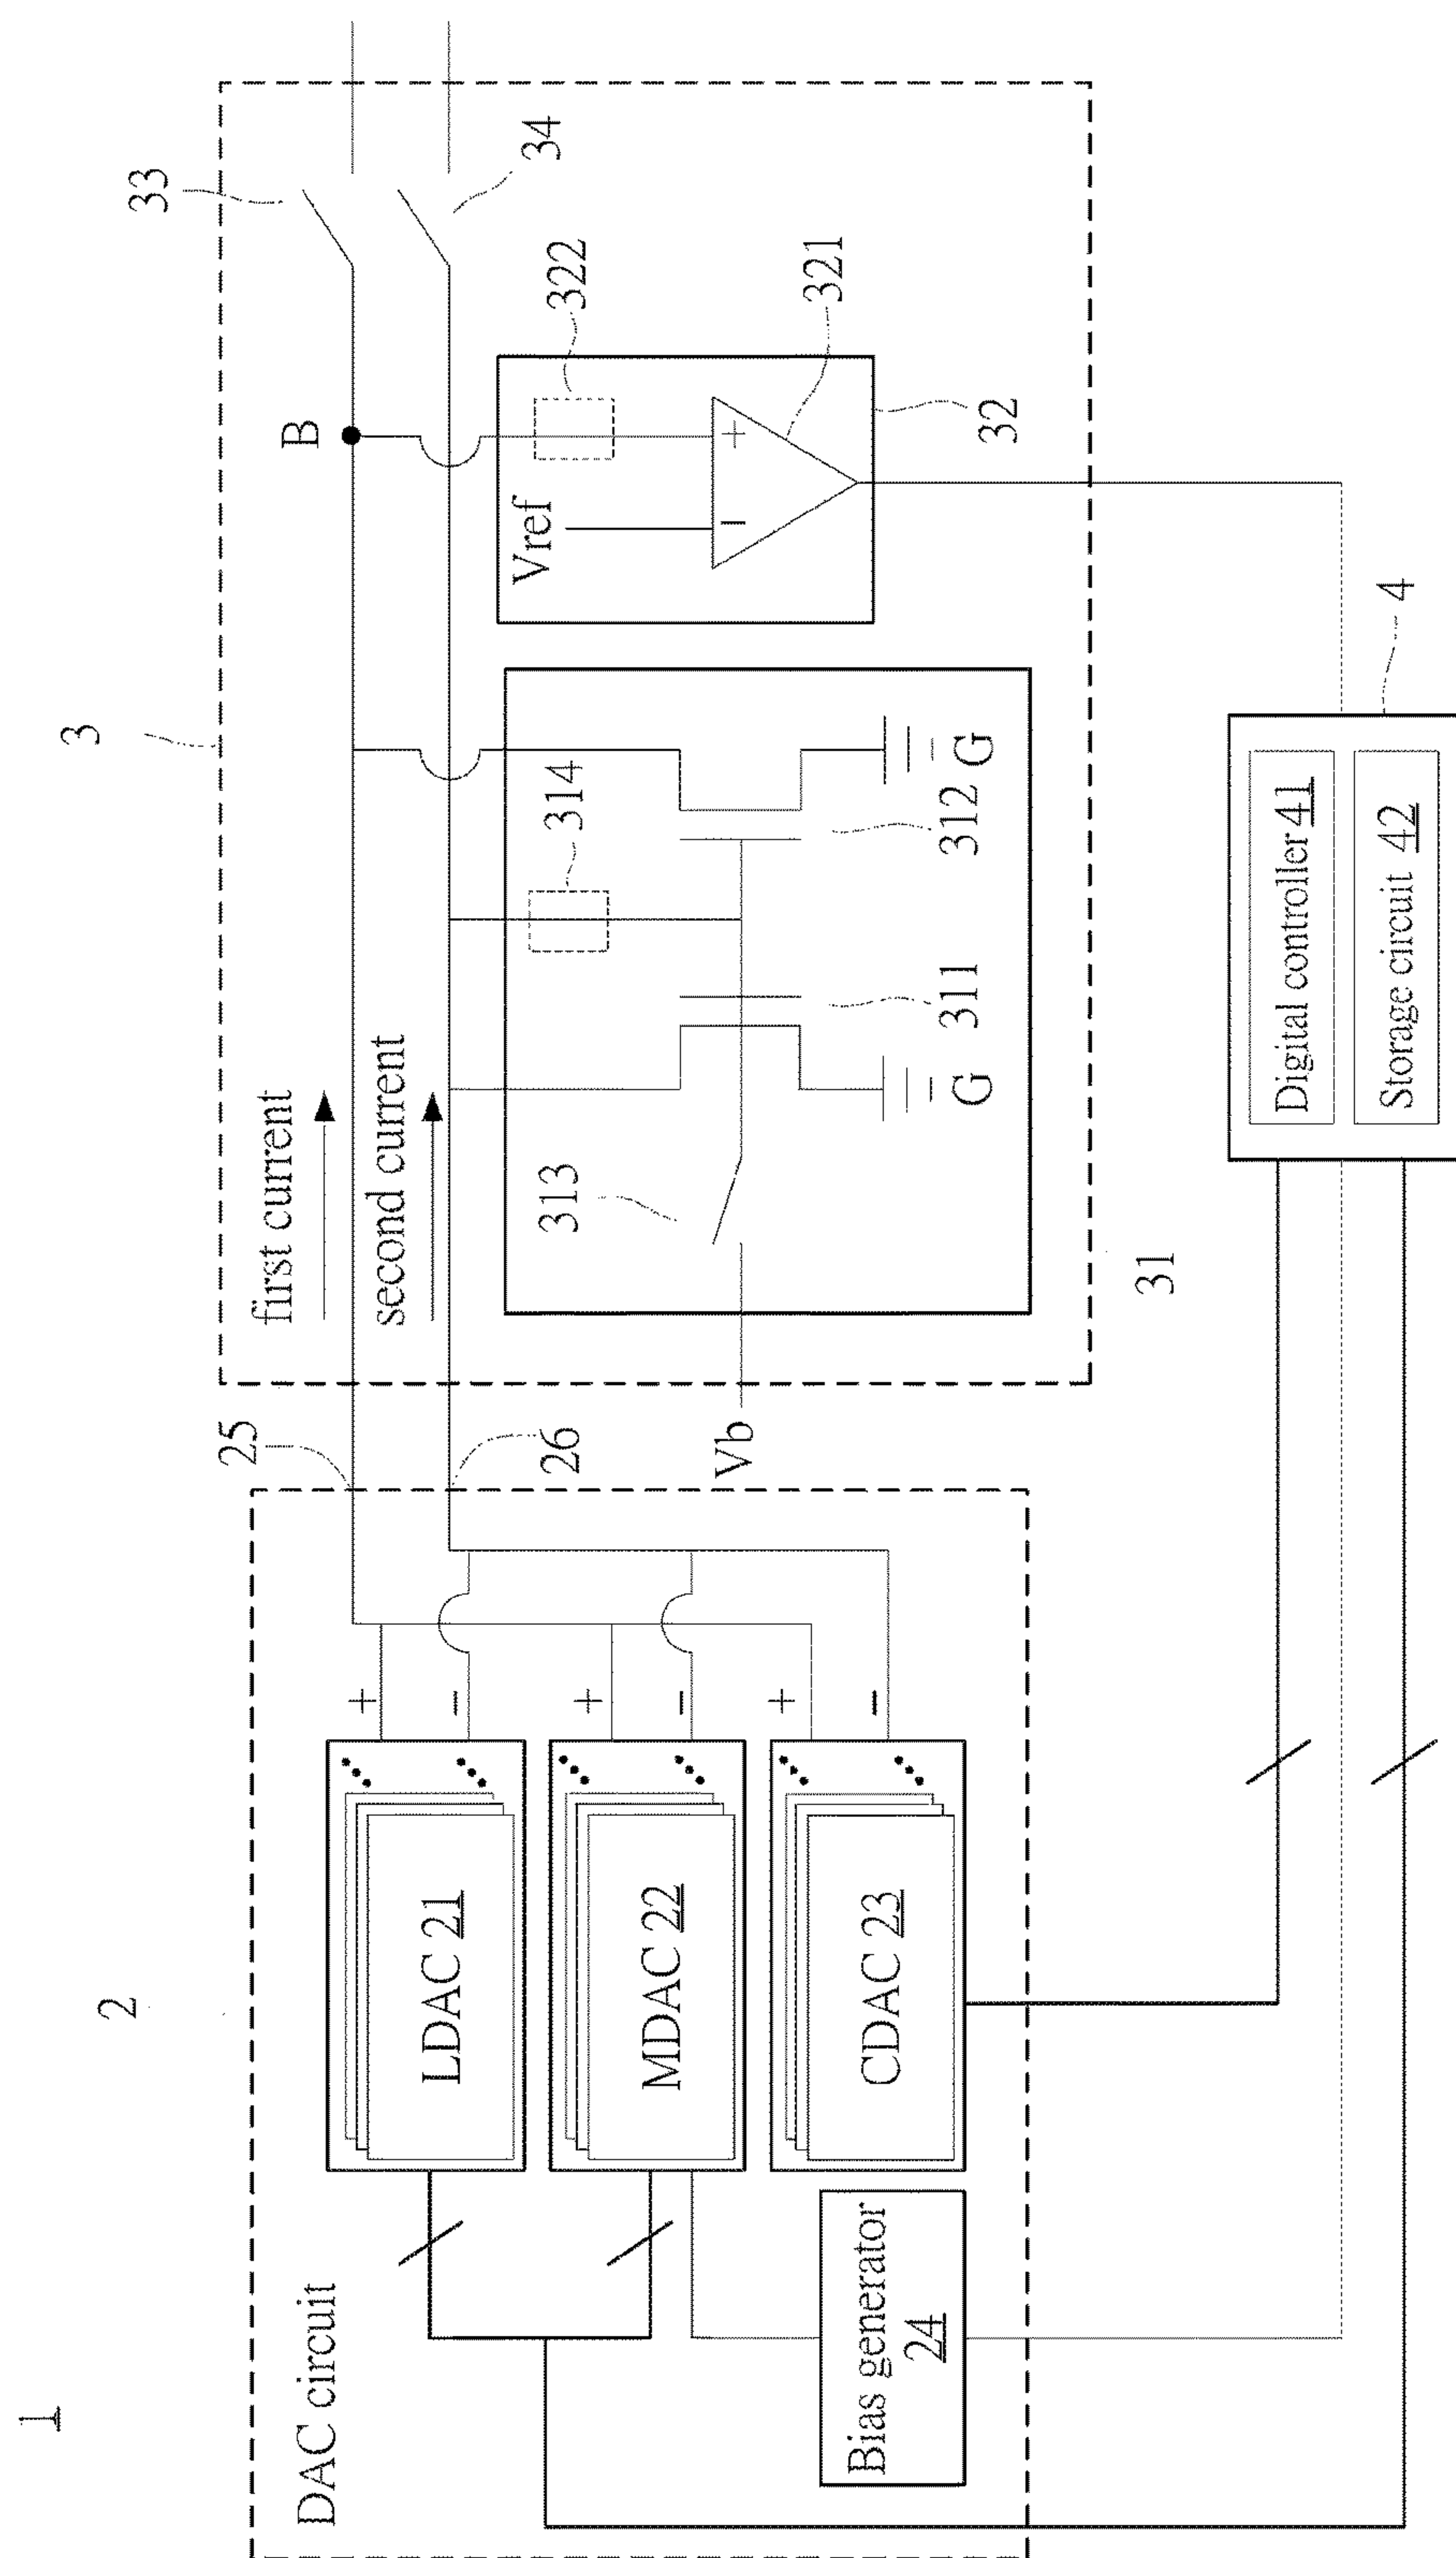 1
2
DAC circuit
LDAC 21
+
−
MDAC 22
+
−
CDAC 23
+
−
Bias generator
24
25
26
3
first current
second current
Vb
31
313
311
314
312
G
G
B
33
34
322
Vref
−
+
321
32
4
Digital controller 41
Storage circuit 42